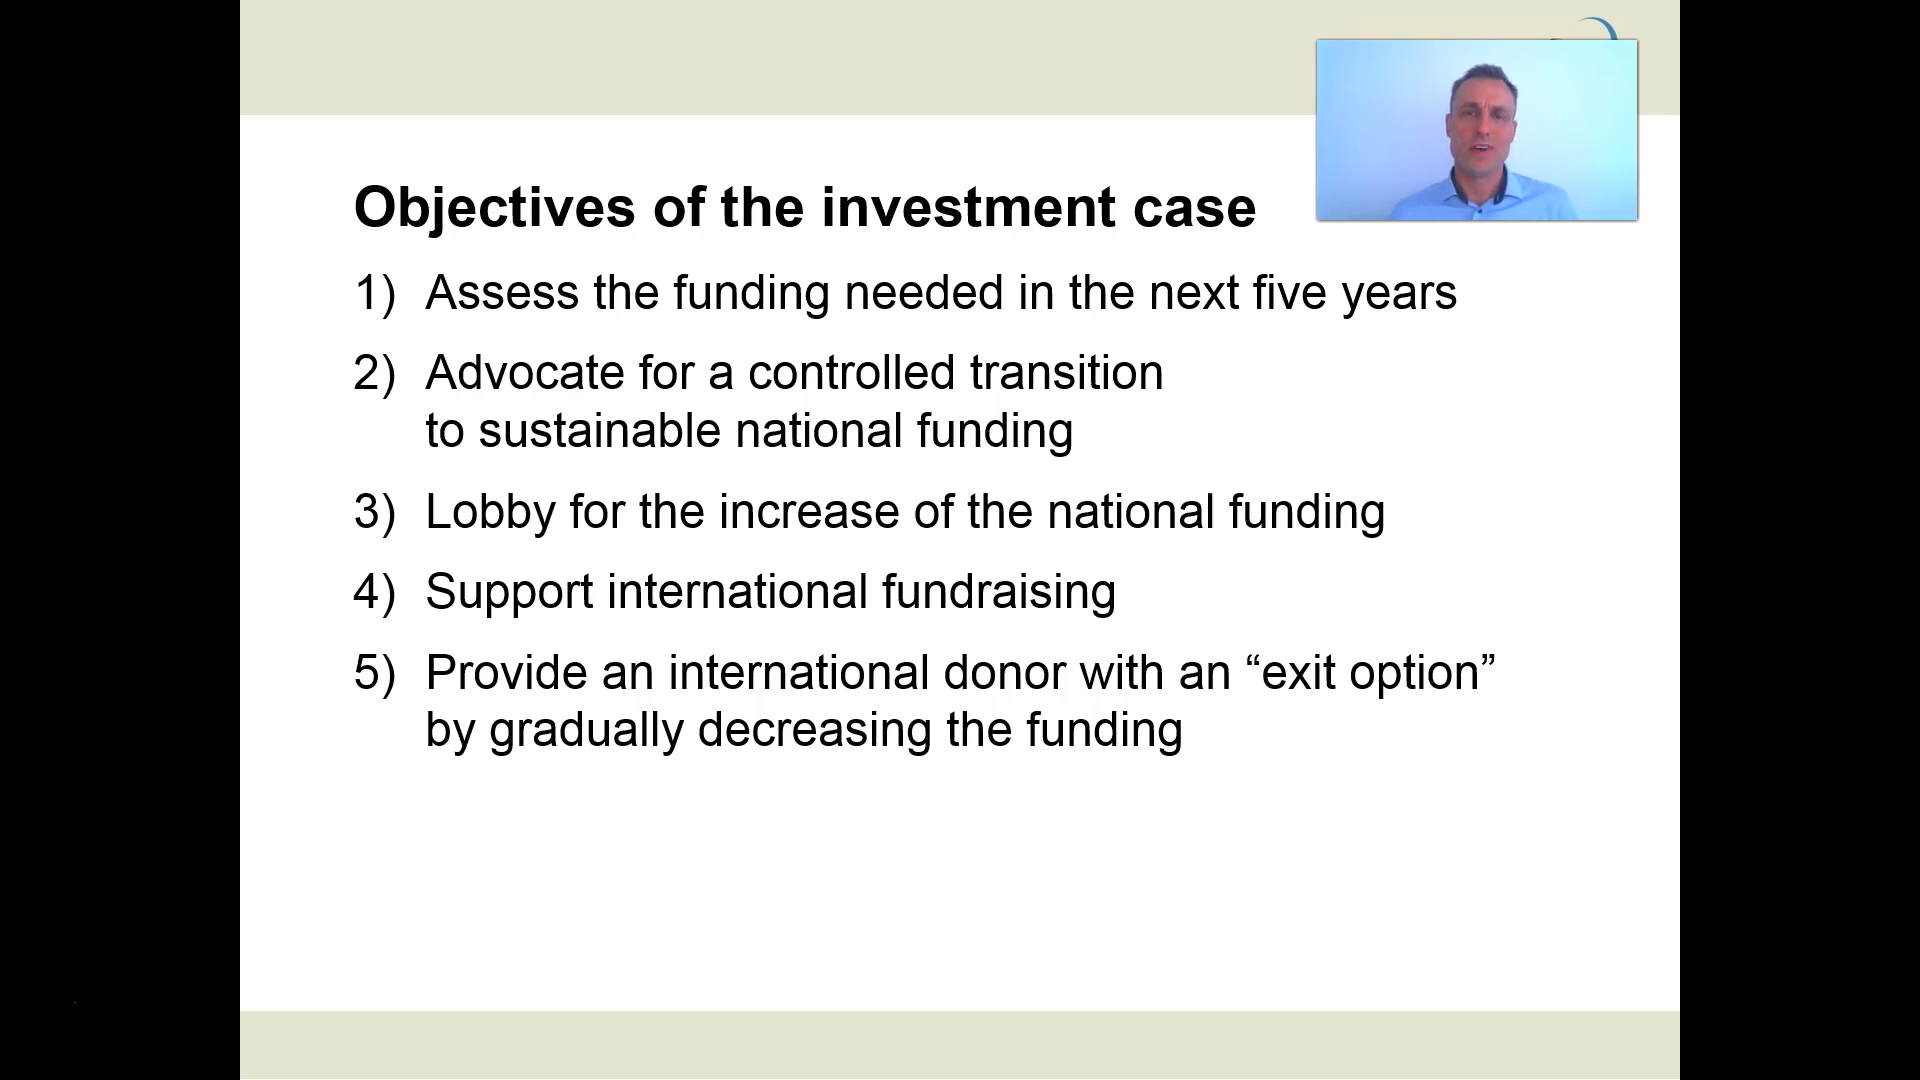 Objectives of the investment case
1) Assess the funding needed in the next five years
2) Advocate for a controlled transition
to sustainable national funding
3) Lobby for the increase of the national funding
4) Support international fundraising
5) Provide an international donor with an “exit option”
by gradually decreasing the funding